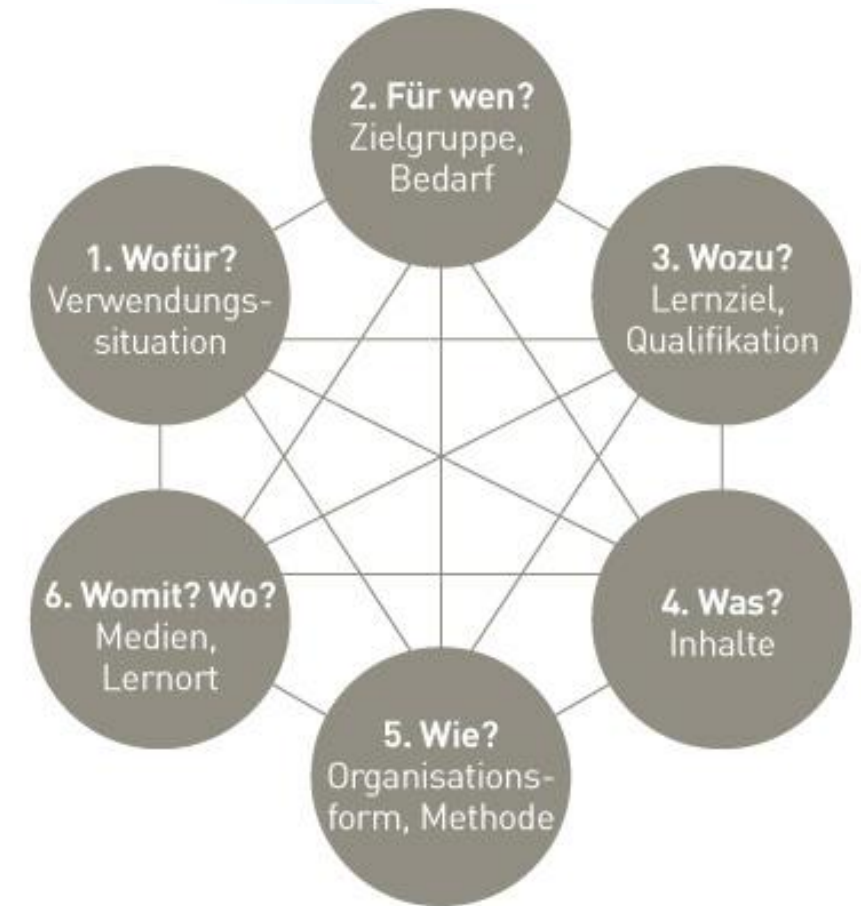 1. Wofür?
Verwendungs-
situation
2. Für wen?
Zielgruppe,
Bedarf
3. Wozu?
Lernziel,
Qualifikation
4. Was?
Inhalte
5. Wie?
Organisations-
form, Methode
6. Womit? Wo?
Medien,
Lernort